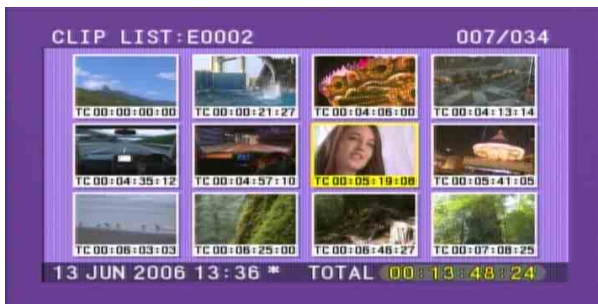 CLIP LIST:E0002 007/034
TC 00:00:00:00 TC 00:00:21:27 TC 00:04:06:00 TC 00:04:13:14
TC 00:04:35:12 TC 00:04:57:10 TC 00:05:19:08 TC 00:05:41:05
TC 00:06:03:03 TC 00:06:25:00 TC 00:06:46:27 TC 00:07:08:25
13 JUN 2006 13:36 * TOTAL 00:13:48:24